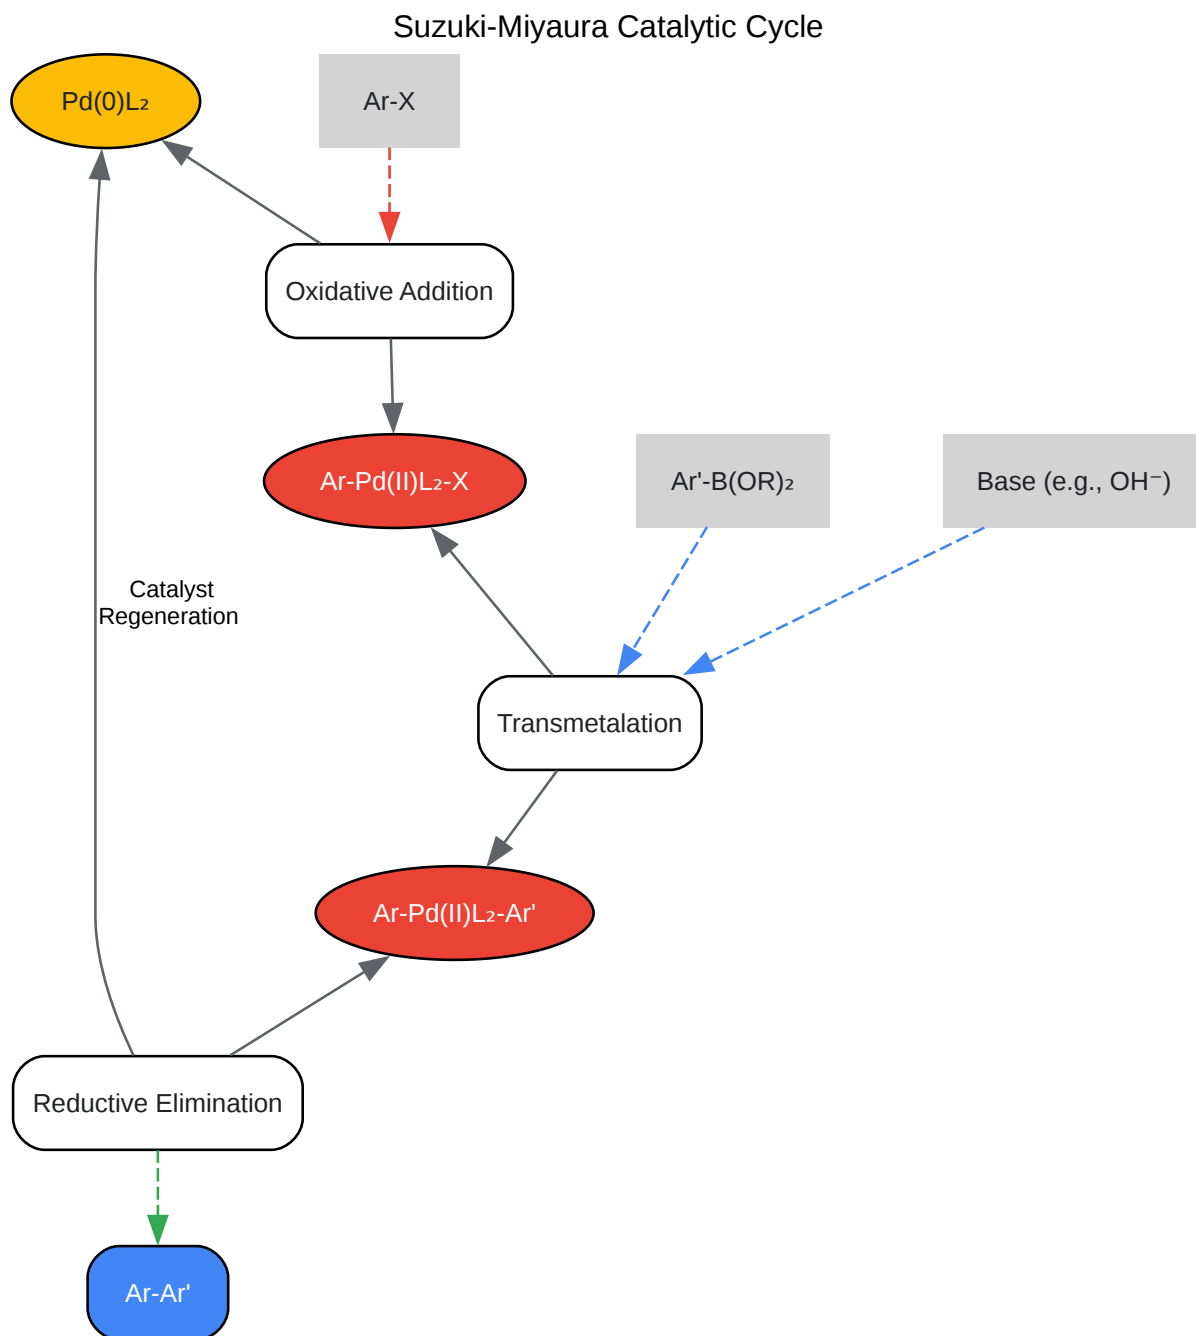 Suzuki-Miyaura Catalytic Cycle
Pd(0)L₂
Ar-X
Oxidative Addition
Ar-Pd(II)L₂-X
Ar'-B(OR)₂
Base (e.g., OH⁻)
Catalyst
Regeneration
Transmetalation
Ar-Pd(II)L₂-Ar'
Reductive Elimination
Ar-Ar'